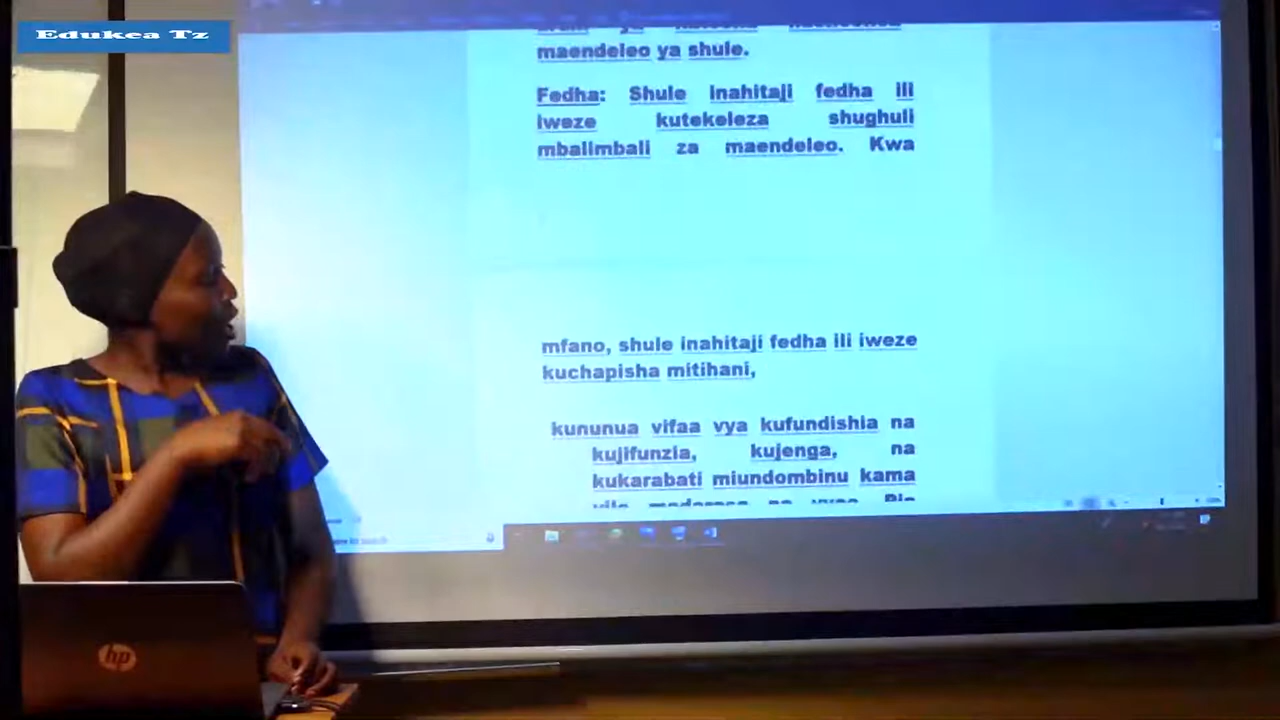 Edukea Tz
maendeleo ya shule.
Fedha: Shule inahitaji fedha ili
iweze kutekeleza shughuli
mbalimbali za maendeleo. Kwa
mfano, shule inahitaji fedha ili iweze
kuchapisha mitihani,
kununua vifaa vya kufundishia na
kujifunzia, kujenga, na
kukarabati miundombinu kama
hp